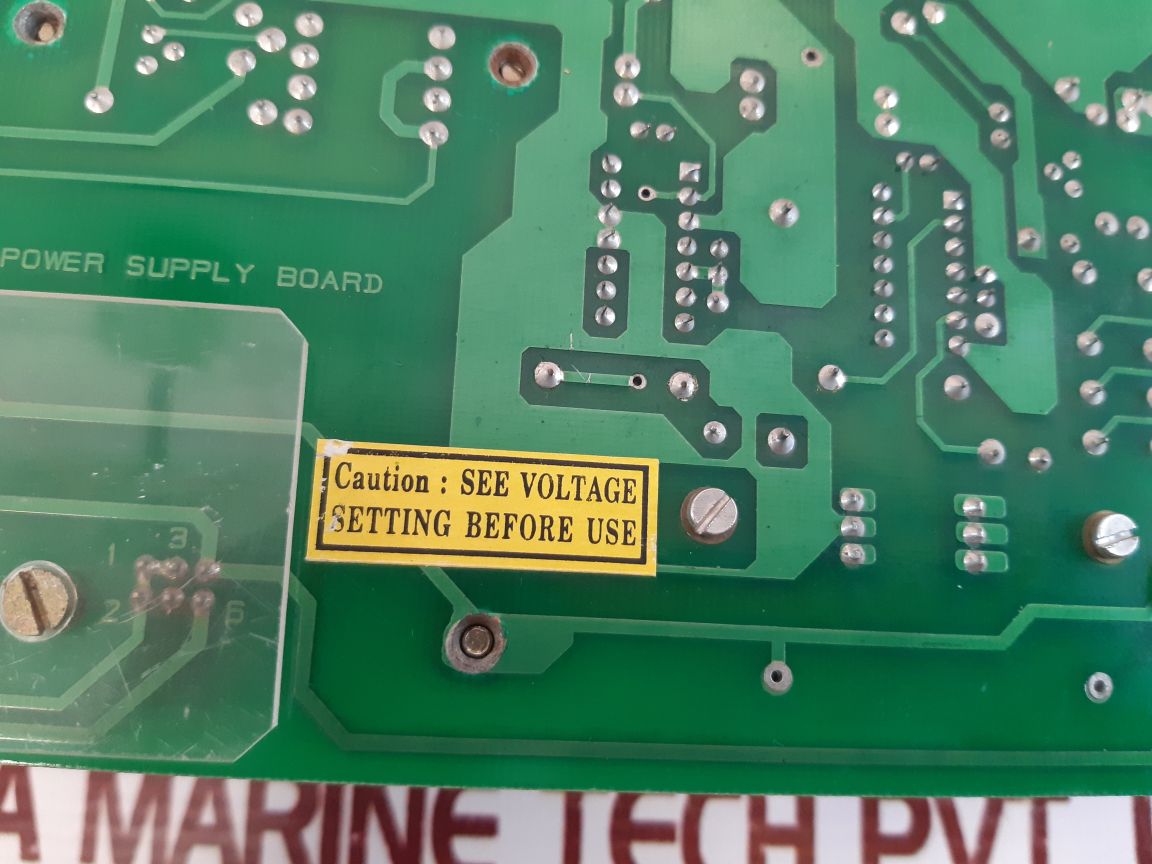 POWER SUPPLY BOARD
Caution : SEE VOLTAGE
SETTING BEFORE USE
1 3
2 6
A MARINE TECH PVT